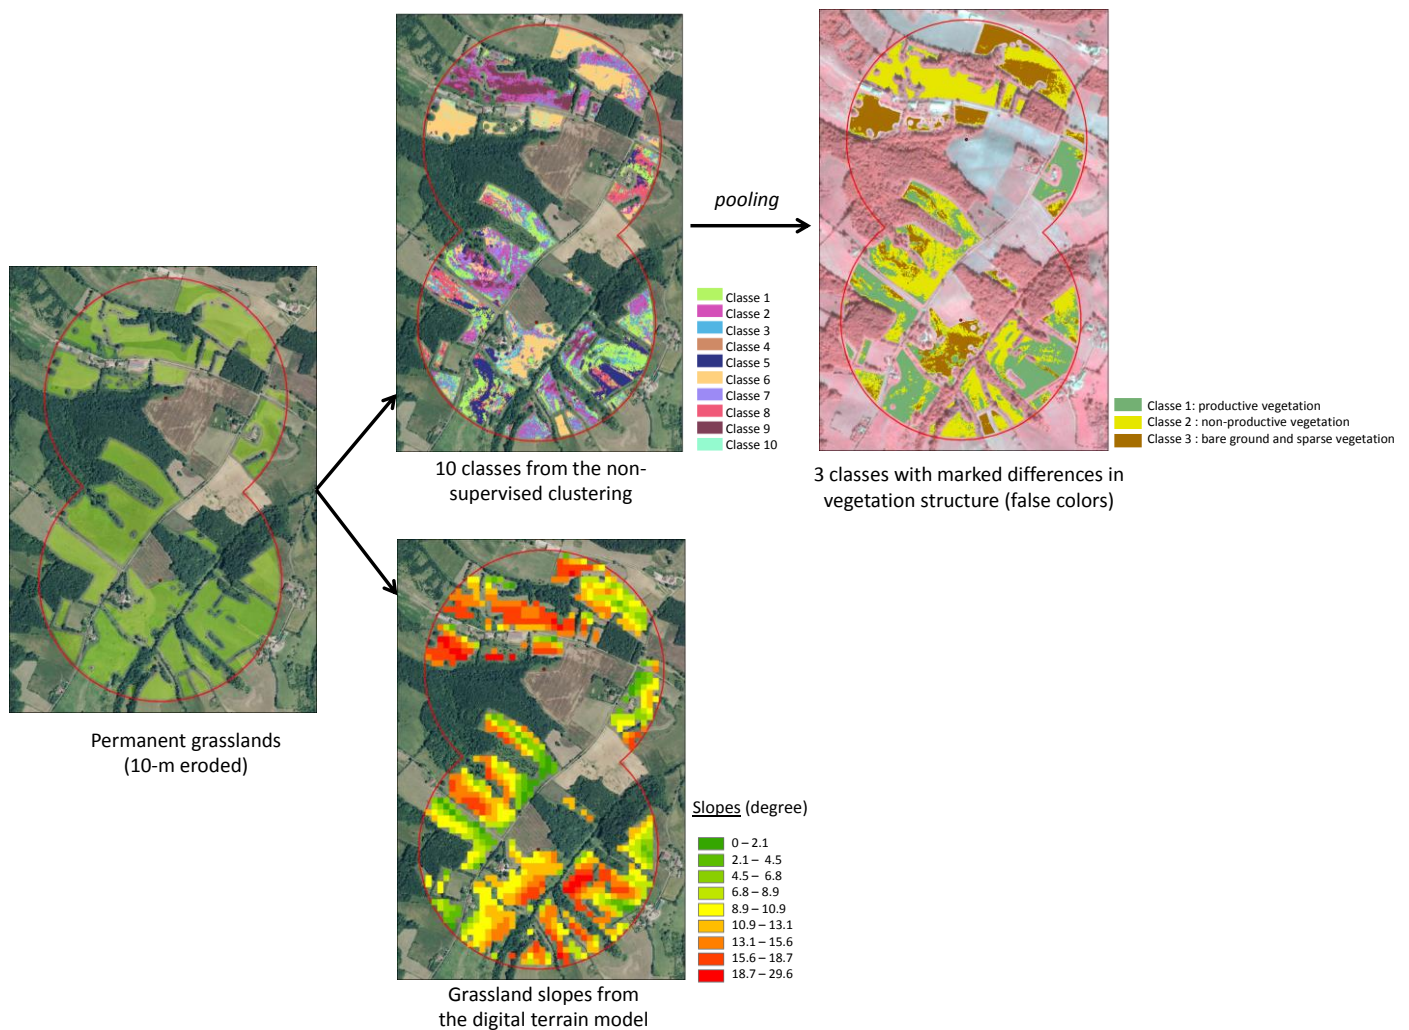 pooling
Classe 1
Classe 2
Classe 3
Classe 4
Classe 5
Classe 6
Classe 7
Classe 8
Classe 9
Classe 10
Classe 1: productive vegetation
Classe 2 : non-productive vegetation
Classe 3 : bare ground and sparse vegetation
10 classes from the non-
supervised clustering
3 classes with marked differences in
vegetation structure (false colors)
Permanent grasslands
(10-m eroded)
Slopes (degree)
0 – 2.1
2.1 – 4.5
4.5 – 6.8
6.8 – 8.9
8.9 – 10.9
10.9 – 13.1
13.1 – 15.6
15.6 – 18.7
18.7 – 29.6
Grassland slopes from
the digital terrain model